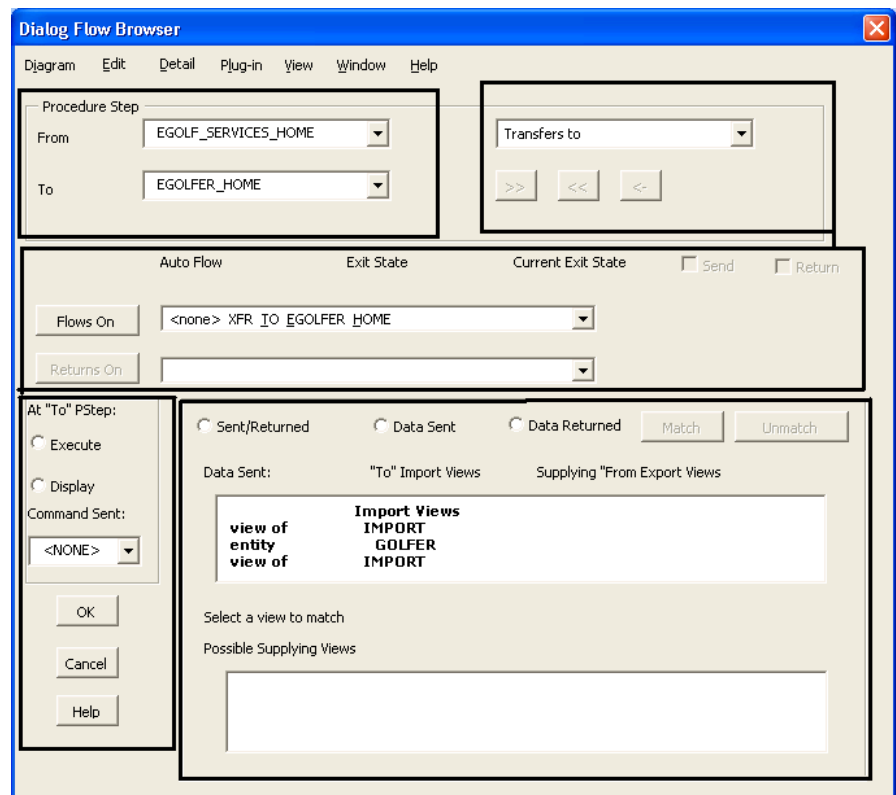 Dialog Flow Browser
Diagram Edit Detail Plug-in View Window Help
Procedure Step
From EGOLF_SERVICES_HOME Transfers to
To EGOLFER_HOME >> << <-
Auto Flow Exit State Current Exit State Send Return
Flows On <none> XFR TO EGOLFER HOME
Returns On
At "To" PStep:
Sent/Returned Data Sent Data Returned Match Unmatch
Execute
Data Sent: "To" Import Views Supplying "From Export Views
Display
Command Sent:
Import Views
view of IMPORT
entity GOLFER
view of IMPORT
<NONE>
OK
Select a view to match
Possible Supplying Views
Cancel
Help